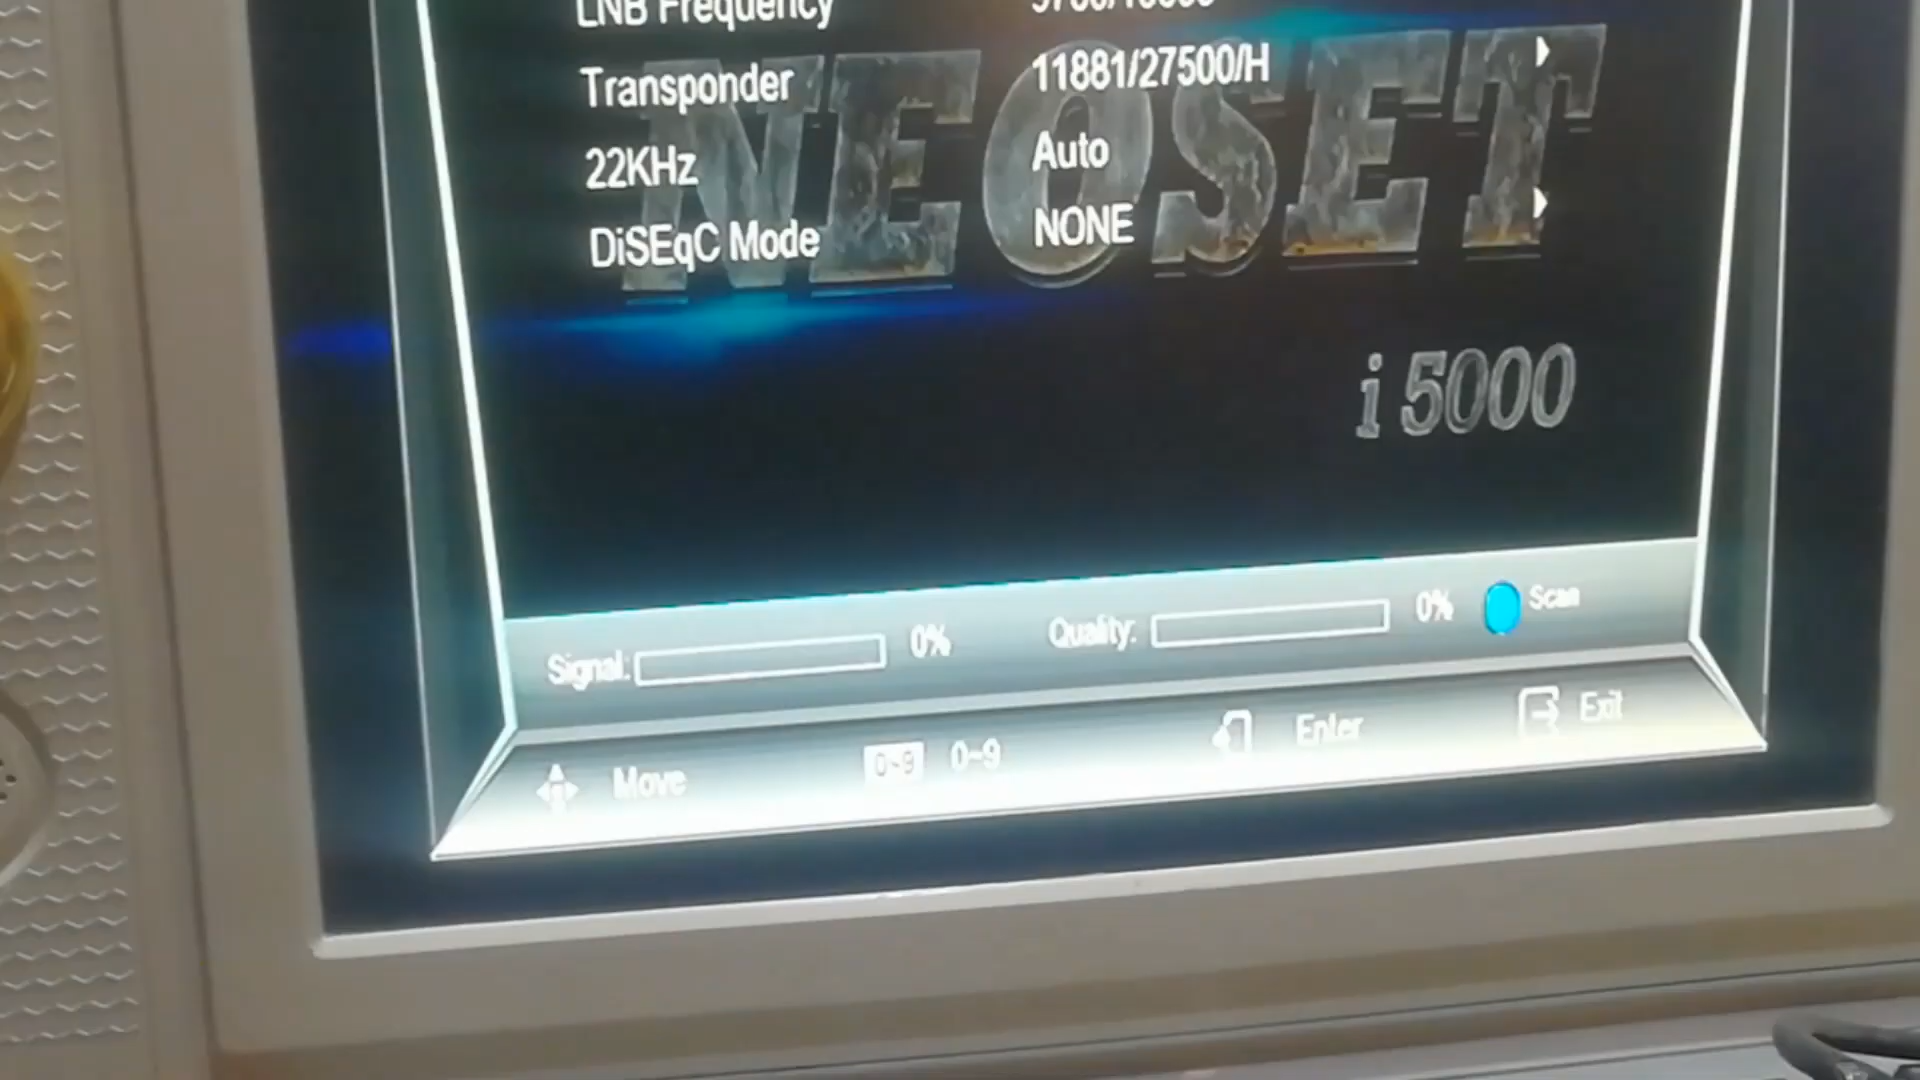 LNB Frequency
Transponder 11881/27500/H
22KHz Auto
DiSEqC Mode NONE
NEOSET
i 5000
Signal: 0% Quality: 0% Scan
Move 0~9 0~9 Enter Exit